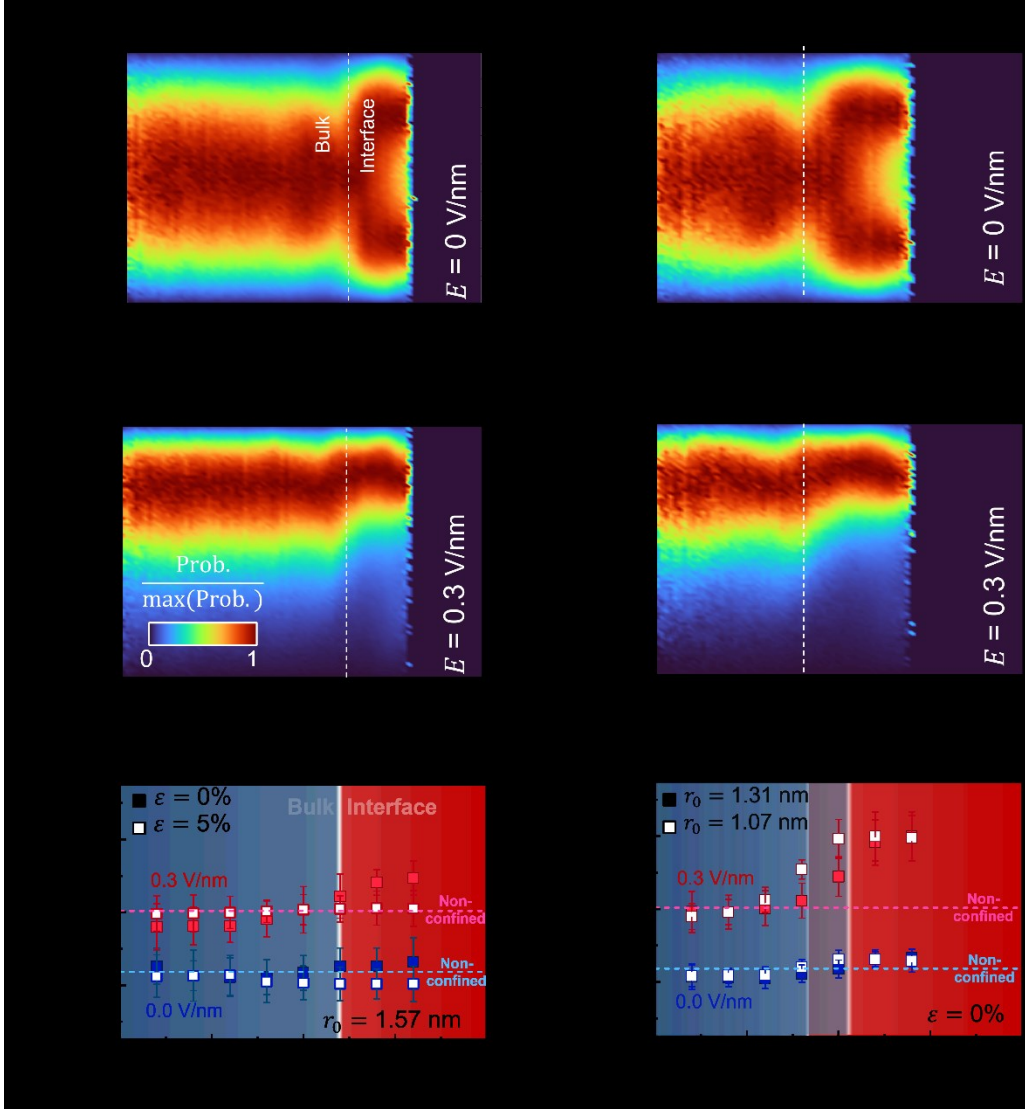 Bulk
Interface
E = 0 V/nm
E = 0 V/nm
Prob.
max(Prob.)
0 1
E = 0.3 V/nm
E = 0.3 V/nm
ε = 0%
ε = 5%
Bulk Interface
0.3 V/nm
Non-
confined
Non-
confined
0.0 V/nm
r₀ = 1.57 nm
r₀ = 1.31 nm
r₀ = 1.07 nm
0.3 V/nm
Non-
confined
Non-
confined
0.0 V/nm
ε = 0%